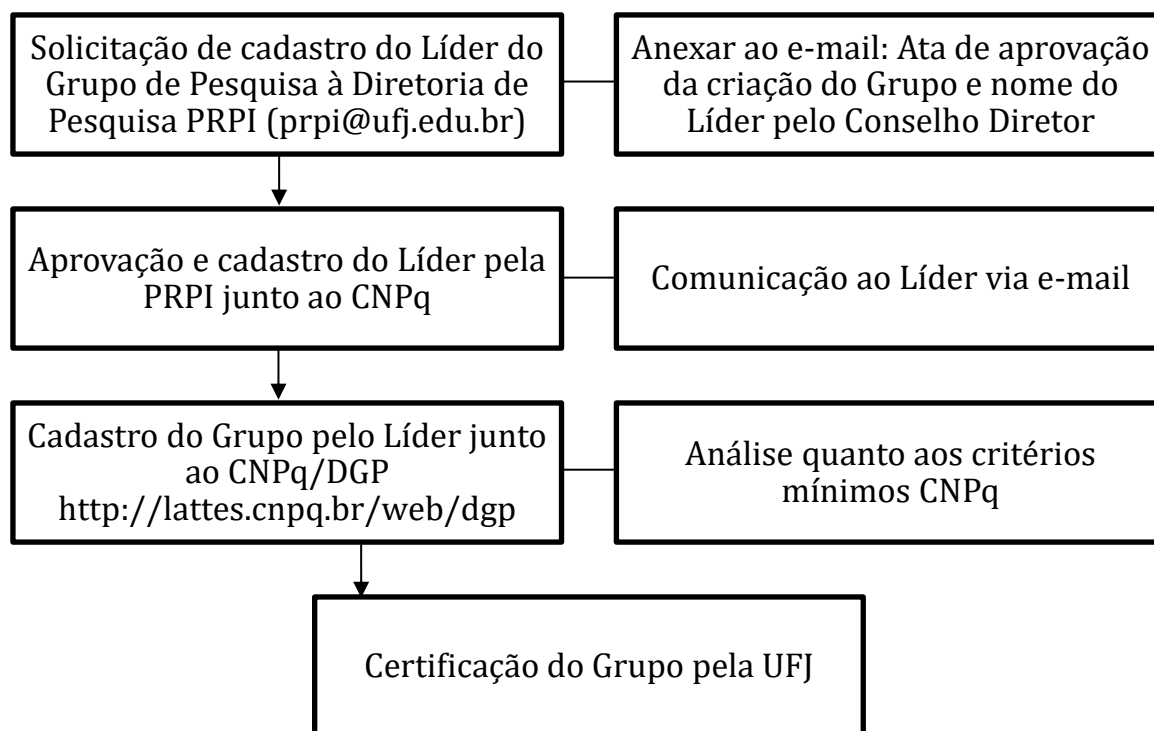 Solicitação de cadastro do Líder do
Grupo de Pesquisa à Diretoria de
Pesquisa PRPI (prpi@ufj.edu.br)
Anexar ao e-mail: Ata de aprovação
da criação do Grupo e nome do
Líder pelo Conselho Diretor
Aprovação e cadastro do Líder pela
PRPI junto ao CNPq
Comunicação ao Líder via e-mail
Cadastro do Grupo pelo Líder junto
ao CNPq/DGP
http://lattes.cnpq.br/web/dgp
Análise quanto aos critérios
mínimos CNPq
Certificação do Grupo pela UFJ